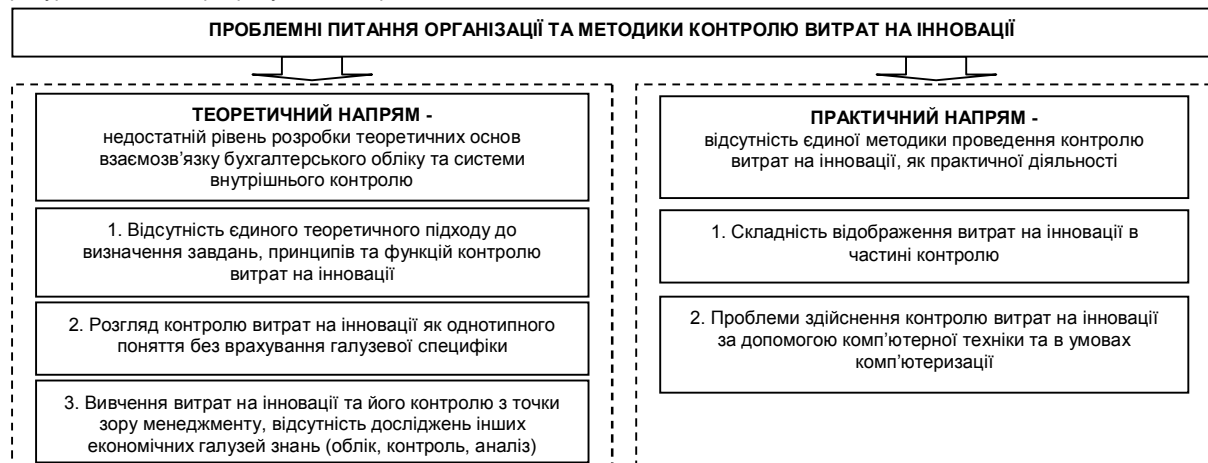 ПРОБЛЕМНІ ПИТАННЯ ОРГАНІЗАЦІЇ ТА МЕТОДИКИ КОНТРОЛЮ ВИТРАТ НА ІННОВАЦІЇ
ТЕОРЕТИЧНИЙ НАПРЯМ -
недостатній рівень розробки теоретичних основ
взаємозв’язку бухгалтерського обліку та системи
внутрішнього контролю
1. Відсутність єдиного теоретичного підходу до
визначення завдань, принципів та функцій контролю
витрат на інновації
2. Розгляд контролю витрат на інновації як однотипного
поняття без врахування галузевої специфіки
3. Вивчення витрат на інновації та його контролю з точки
зору менеджменту, відсутність досліджень інших
економічних галузей знань (облік, контроль, аналіз)
ПРАКТИЧНИЙ НАПРЯМ -
відсутність єдиної методики проведення контролю
витрат на інновації, як практичної діяльності
1. Складність відображення витрат на інновації в
частині контролю
2. Проблеми здійснення контролю витрат на інновації
за допомогою комп’ютерної техніки та в умовах
комп’ютеризації